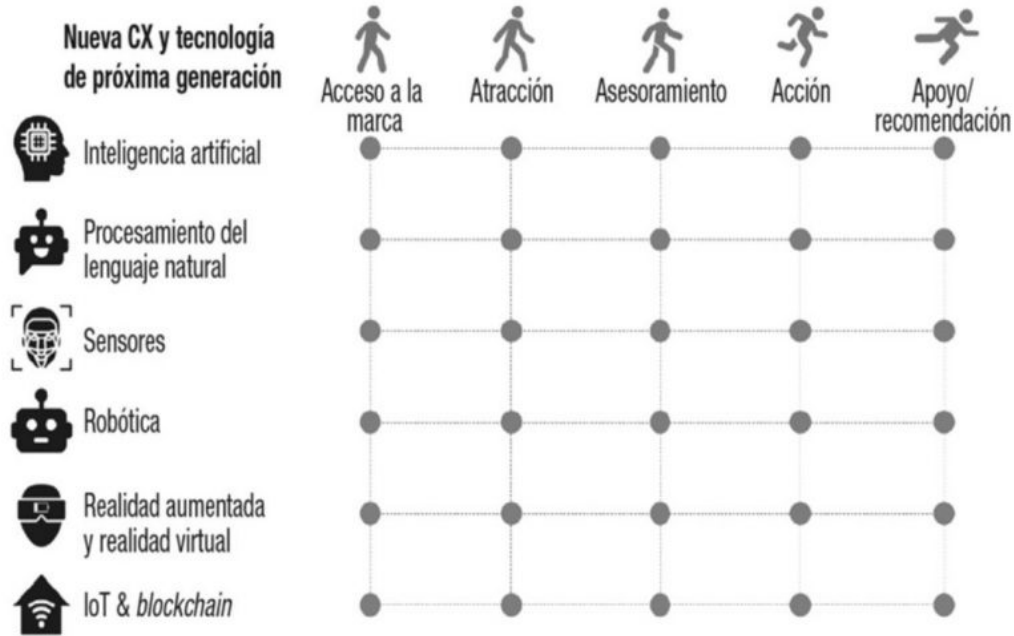 Nueva CX y tecnología
de próxima generación
Acceso a la
marca
Atracción
Asesoramiento
Acción
Apoyo/
recomendación
Inteligencia artificial
Procesamiento del
lenguaje natural
Sensores
Robótica
Realidad aumentada
y realidad virtual
IoT & blockchain